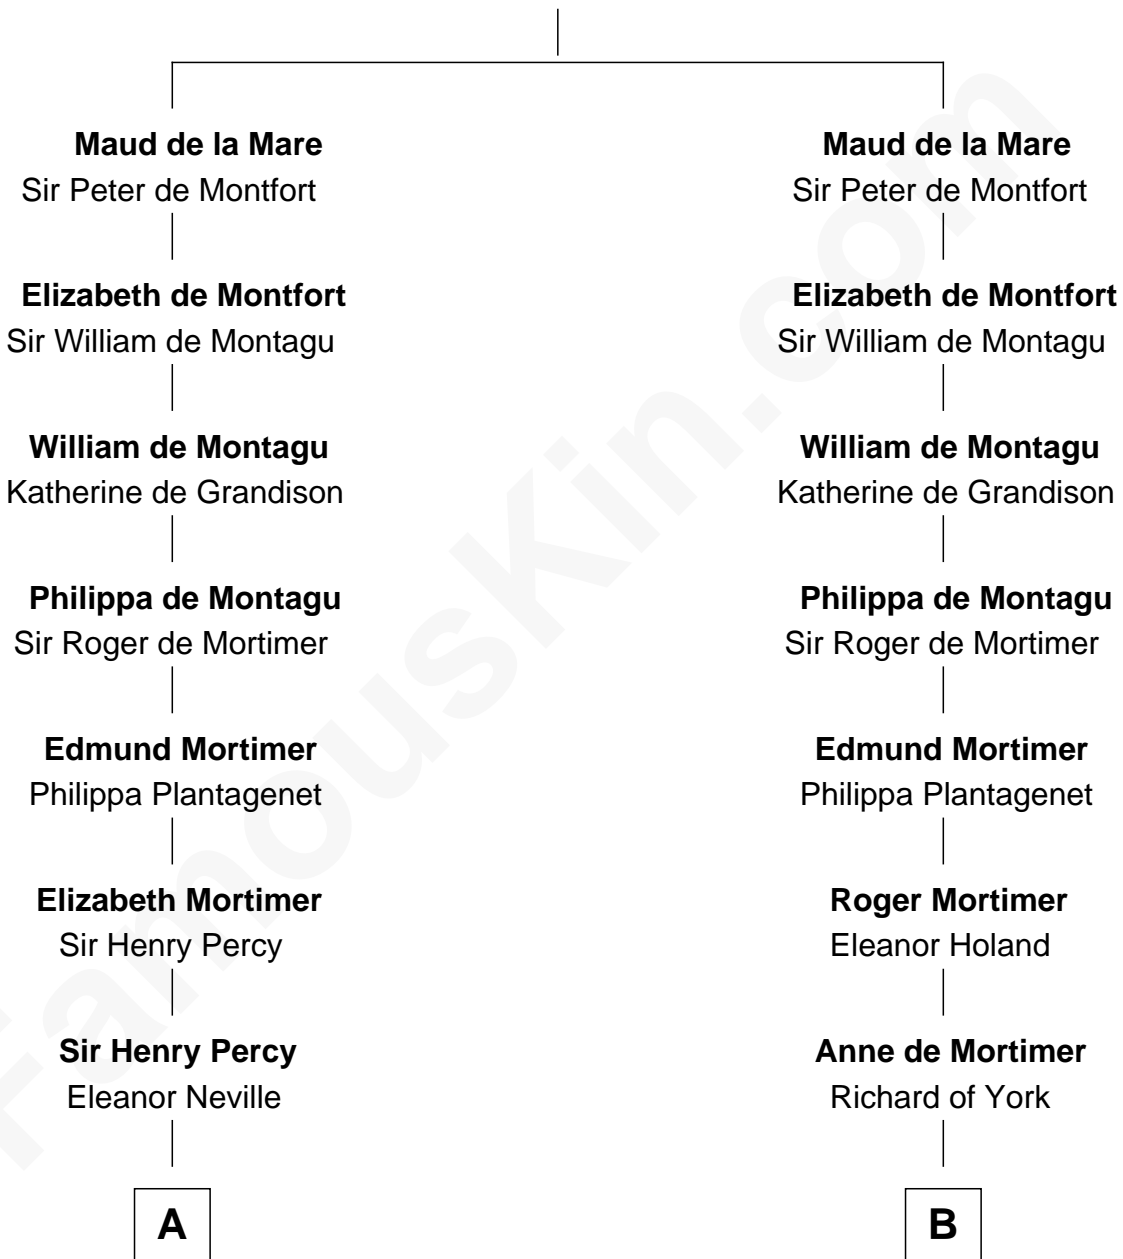 Maud de la Mare
Sir Peter de Montfort
Elizabeth de Montfort
Sir William de Montagu
William de Montagu
Katherine de Grandison
Philippa de Montagu
Sir Roger de Mortimer
Edmund Mortimer
Philippa Plantagenet
Elizabeth Mortimer
Sir Henry Percy
Sir Henry Percy
Eleanor Neville
A
Maud de la Mare
Sir Peter de Montfort
Elizabeth de Montfort
Sir William de Montagu
William de Montagu
Katherine de Grandison
Philippa de Montagu
Sir Roger de Mortimer
Edmund Mortimer
Philippa Plantagenet
Roger Mortimer
Eleanor Holand
Anne de Mortimer
Richard of York
B
FamousKin.com